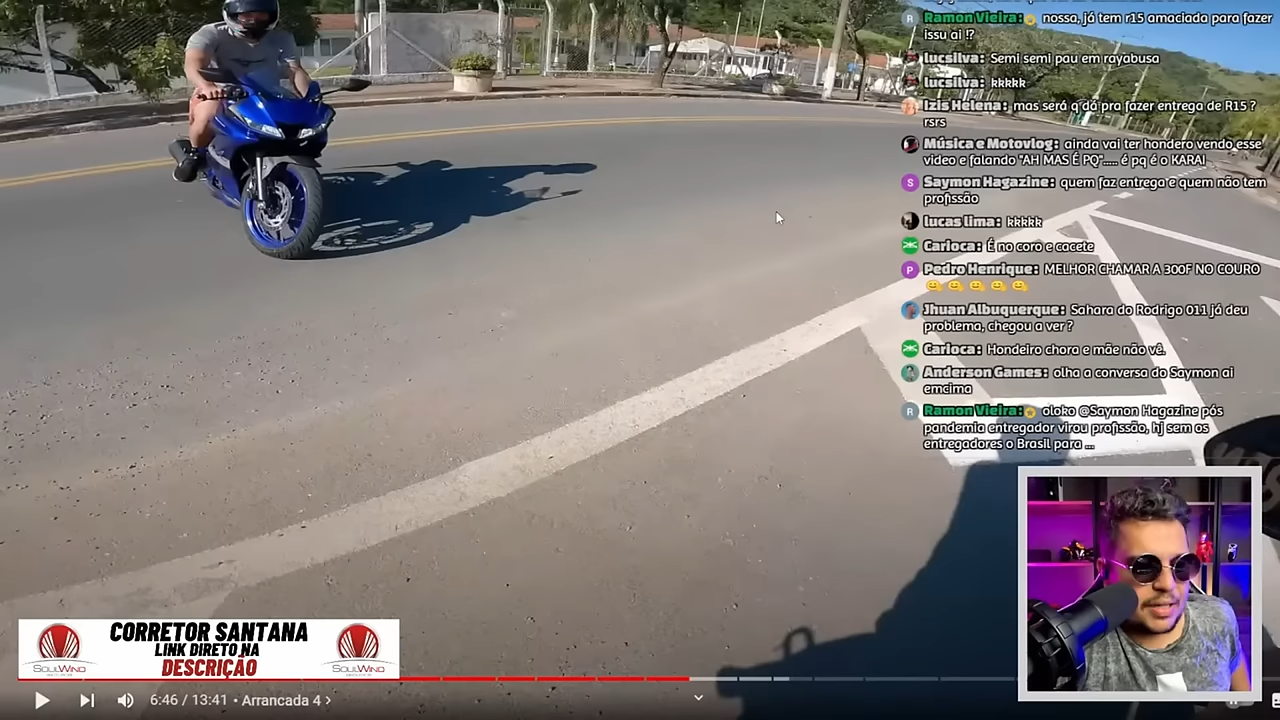 Ramon Vieira: nossa, já tem r15 amaciada para fazer
issu ai !?
lucsilva: Semi semi pau em rayabusa
lucsilva: kkkkk
Izis Helena: mas será q dá pra fazer entrega de R15 ?
rsrs
Música e Motovlog: ainda vai ter hondero vendo esse
video e falando "AH MAS É PQ"..... é pq é o KARAI
Saymon Hagazine: quem faz entrega e quem não tem
profissão
lucas lima: kkkkk
Carioca: É no coro e cacete
Pedro Henrique: MELHOR CHAMAR A 300F NO COURO
Jhuan Albuquerque: Sahara do Rodrigo 011 já deu
problema, chegou a ver ?
Carioca: Hondeiro chora e mãe não vê.
Anderson Games: olha a conversa do Saymon ai
emcima
Ramon Vieira: oloko @Saymon Hagazine pós
pandemia entregador virou profissão, hj sem os
entregadores o Brasil para ...
CORRETOR SANTANA
LINK DIRETO NA
DESCRIÇÃO
SOULWIND
SOULWIND
6:46 / 13:41 • Arrancada 4 >